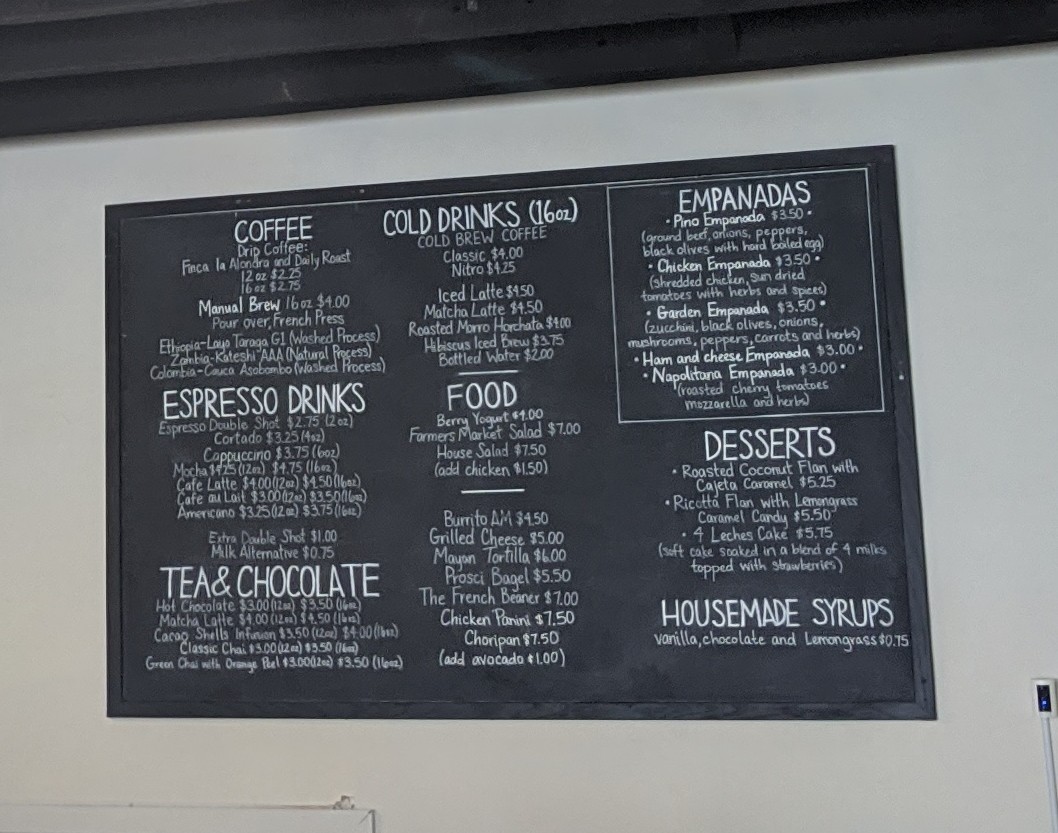 COFFEE
Drip Coffee:
Finca la Alondra and Daily Roast
12 oz $2.25
16 oz $2.75
Manual Brew 16 oz $4.00
Pour over, French Press
Ethiopia-Layo Taraga G1 (Washed Process)
Zambia-Kateshi AAA (Natural Process)
Colombia-Cauca Asobombo (Washed Process)
ESPRESSO DRINKS
Espresso Double Shot $2.75 (2oz)
Cortado $3.25 (4oz)
Cappuccino $3.75 (6oz)
Mocha $4.25 (12oz) $4.75 (16oz)
Cafe Latte $4.00 (12oz) $4.50 (16oz)
Cafe au Lait $3.00 (12oz) $3.50 (16oz)
Americano $3.25 (12oz) $3.75 (16oz)
Extra Double Shot $1.00
Milk Alternative $0.75
TEA & CHOCOLATE
Hot Chocolate $3.00 (12oz) $3.50 (16oz)
Matcha Latte $4.00 (12oz) $4.50 (16oz)
Cacao Shells Infusion $3.50 (12oz) $4.00 (16oz)
Classic Chai $3.00 (12oz) $3.50 (16oz)
Green Chai with Orange Peel $3.00 (12oz) $3.50 (16oz)
COLD DRINKS (16oz)
COLD BREW COFFEE
Classic $4.00
Nitro $4.25
Iced Latte $4.50
Matcha Latte $4.50
Roasted Morro Horchata $4.00
Hibiscus Iced Brew $3.75
Bottled Water $2.00
FOOD
Berry Yogurt $4.00
Farmers Market Salad $7.00
House Salad $7.50
(add chicken $1.50)
Burrito AM $4.50
Grilled Cheese $5.00
Mayan Tortilla $6.00
Prosci Bagel $5.50
The French Beaner $7.00
Chicken Panini $7.50
Choripan $7.50
(add avocado $1.00)
EMPANADAS
• Pino Empanada $3.50 •
(ground beef, onions, peppers,
black olives with hard boiled egg)
• Chicken Empanada $3.50 •
(shredded chicken, sun dried
tomatoes with herbs and spices)
• Garden Empanada $3.50 •
(zucchini, black olives, onions,
mushrooms, peppers, carrots and herbs)
• Ham and cheese Empanada $3.00 •
• Napolitana Empanada $3.00 •
(roasted cherry tomatoes
mozzarella and herbs)
DESSERTS
• Roasted Coconut Flan with
Cajeta Caramel $5.25
• Ricotta Flan with Lemongrass
Caramel Candy $5.50
• 4 Leches Cake $5.75
(soft cake soaked in a blend of 4 milks
topped with strawberries)
HOUSEMADE SYRUPS
Vanilla, chocolate and Lemongrass $0.75